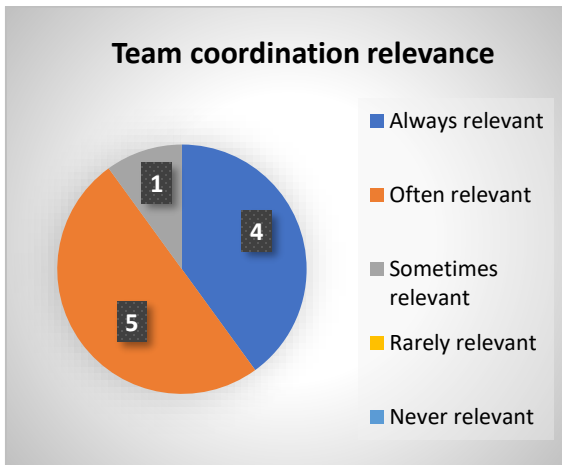 Team coordination relevance
1
4
5
Always relevant
Often relevant
Sometimes
relevant
Rarely relevant
Never relevant